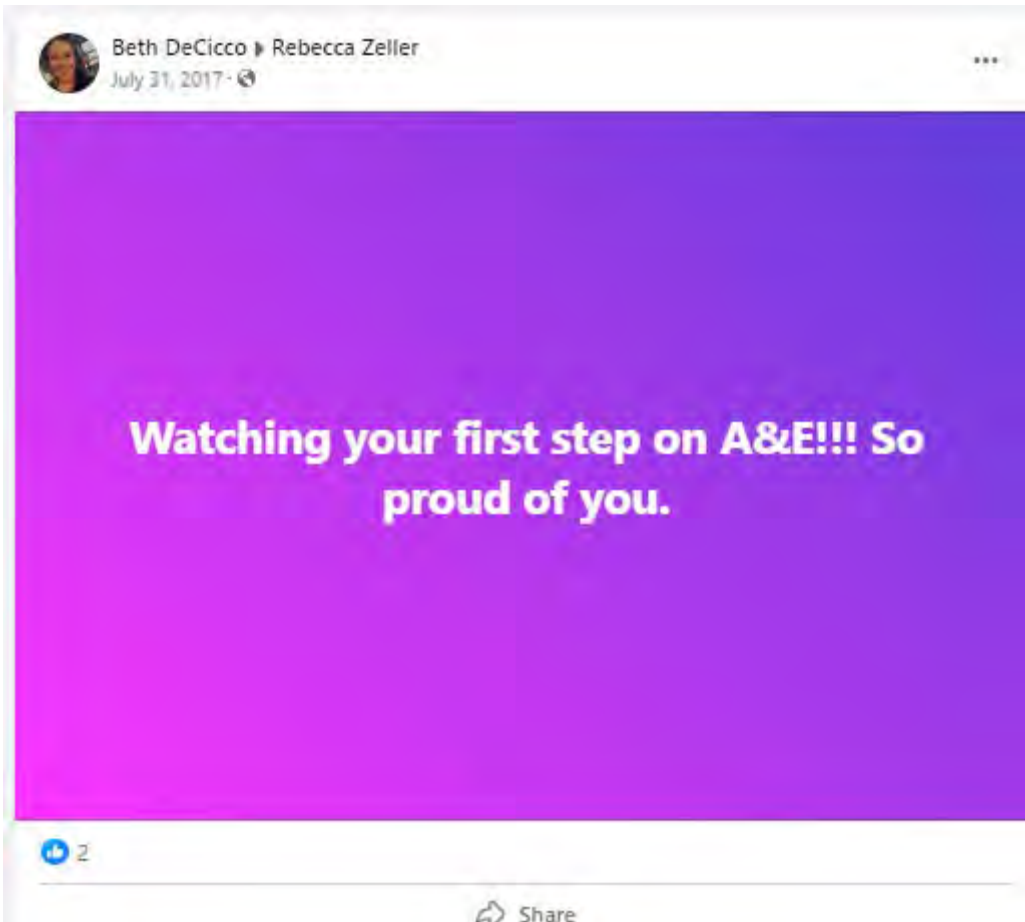 Beth DeCicco ▸ Rebecca Zeller
July 31, 2017 ·
Watching your first step on A&E!!! So
proud of you.
2
Share